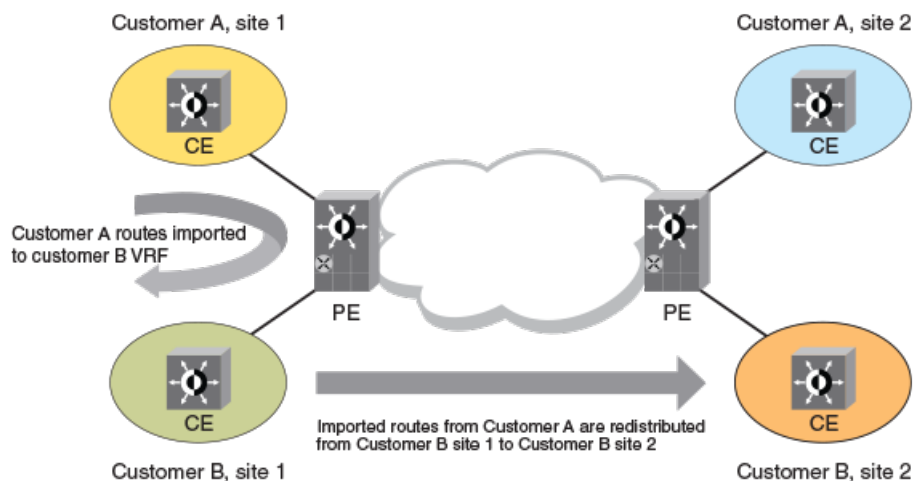 Customer A, site 1
Customer A, site 2
CE
CE
Customer A routes imported
to customer B VRF
PE
PE
CE
CE
Imported routes from Customer A are redistributed
from Customer B site 1 to Customer B site 2
Customer B, site 1
Customer B, site 2